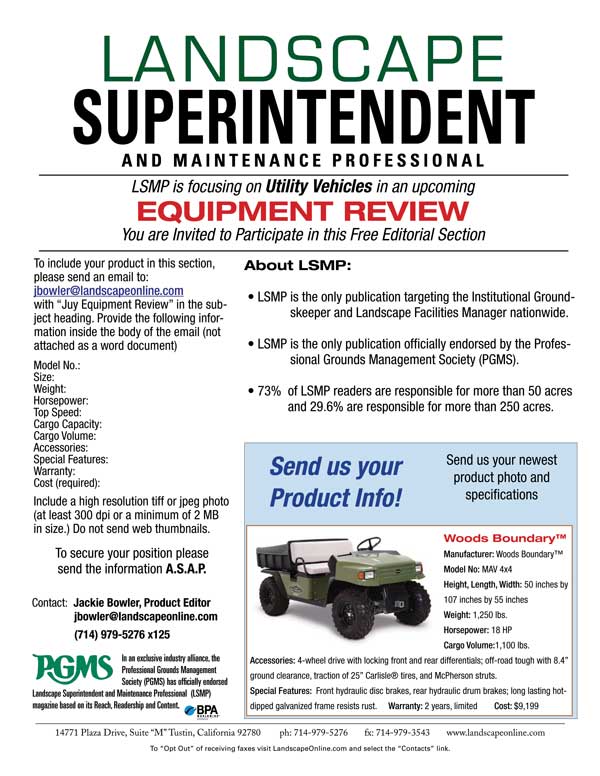 LANDSCAPE
SUPERINTENDENT
AND MAINTENANCE PROFESSIONAL
LSMP is focusing on Utility Vehicles in an upcoming
EQUIPMENT REVIEW
You are Invited to Participate in this Free Editorial Section
To include your product in this section,
please send an email to:
jbowler@landscapeonline.com
with “Juy Equipment Review” in the sub-
ject heading. Provide the following infor-
mation inside the body of the email (not
attached as a word document)
Model No.:
Size:
Weight:
Horsepower:
Top Speed:
Cargo Capacity:
Cargo Volume:
Accessories:
Special Features:
Warranty:
Cost (required):
Include a high resolution tiff or jpeg photo
(at least 300 dpi or a minimum of 2 MB
in size.) Do not send web thumbnails.
To secure your position please
send the information A.S.A.P.
Contact: Jackie Bowler, Product Editor
jbowler@landscapeonline.com
(714) 979-5276 x125
PGMS
In an exclusive industry alliance, the
Professional Grounds Management
Society (PGMS) has officially endorsed
Landscape Superintendent and Maintenance Professional (LSMP)
magazine based on its Reach, Readership and Content.
BPA
WORLDWIDE
About LSMP:
• LSMP is the only publication targeting the Institutional Ground-
skeeper and Landscape Facilities Manager nationwide.
• LSMP is the only publication officially endorsed by the Profes-
sional Grounds Management Society (PGMS).
• 73% of LSMP readers are responsible for more than 50 acres
and 29.6% are responsible for more than 250 acres.
Send us your
Product Info!
Send us your newest
product photo and
specifications
Woods Boundary™
Manufacturer: Woods Boundary™
Model No: MAV 4x4
Height, Length, Width: 50 inches by
107 inches by 55 inches
Weight: 1,250 lbs.
Horsepower: 18 HP
Cargo Volume:1,100 lbs.
Accessories: 4-wheel drive with locking front and rear differentials; off-road tough with 8.4”
ground clearance, traction of 25” Carlisle® tires, and McPherson struts.
Special Features: Front hydraulic disc brakes, rear hydraulic drum brakes; long lasting hot-
dipped galvanized frame resists rust. Warranty: 2 years, limited Cost: $9,199
14771 Plaza Drive, Suite “M” Tustin, California 92780 ph: 714-979-5276 fx: 714-979-3543 www.landscapeonline.com
To “Opt Out” of receiving faxes visit LandscapeOnline.com and select the “Contacts” link.